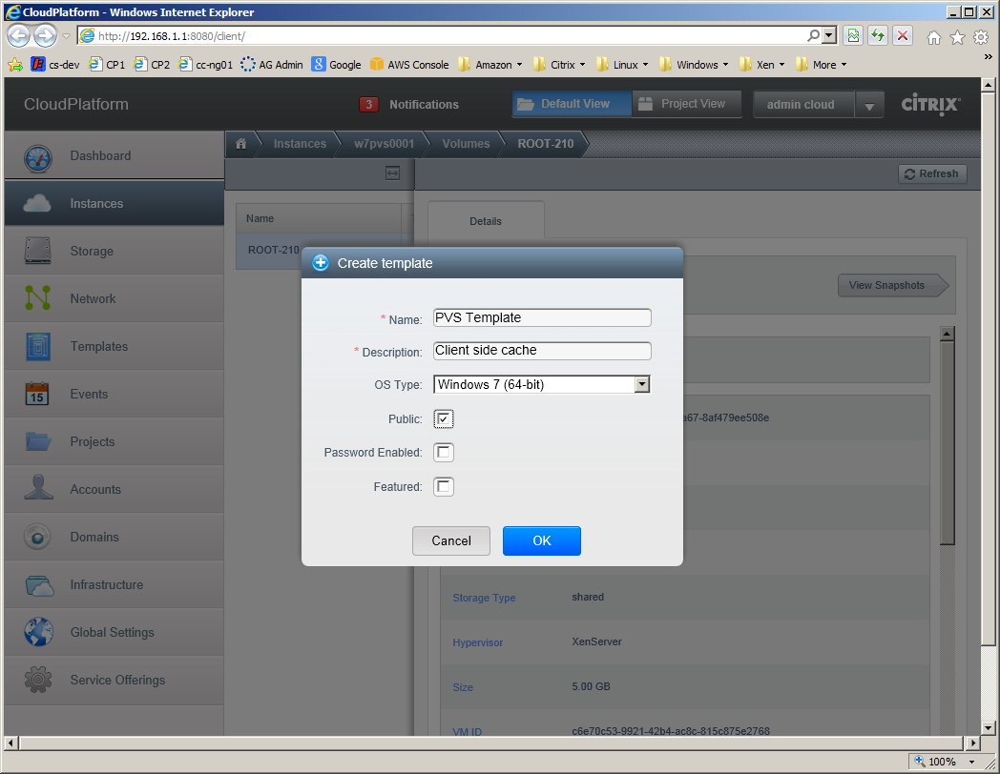 CloudPlatform - Windows Internet Explorer
http://192.168.1.1:8080/client/
cs-dev CP1 CP2 cc-ng01 AG Admin Google AWS Console Amazon Citrix Linux Windows Xen More »
CloudPlatform 3 Notifications Default View Project View admin cloud CITRIX
Dashboard
Instances
Storage
Network
Templates
15 Events
Projects
Accounts
Domains
Infrastructure
Global Settings
Service Offerings
Instances w7pvs0001 Volumes ROOT-210
Refresh
Name
ROOT-210
Details
View Snapshots
Create template
* Name: PVS Template
* Description: Client side cache
OS Type: Windows 7 (64-bit)
Public:
Password Enabled:
Featured:
Cancel OK
a67-8af479ee508e
Storage Type shared
Hypervisor XenServer
Size 5.00 GB
VM ID c6e70c53-9921-42b4-ac8c-815c875e2768
100%